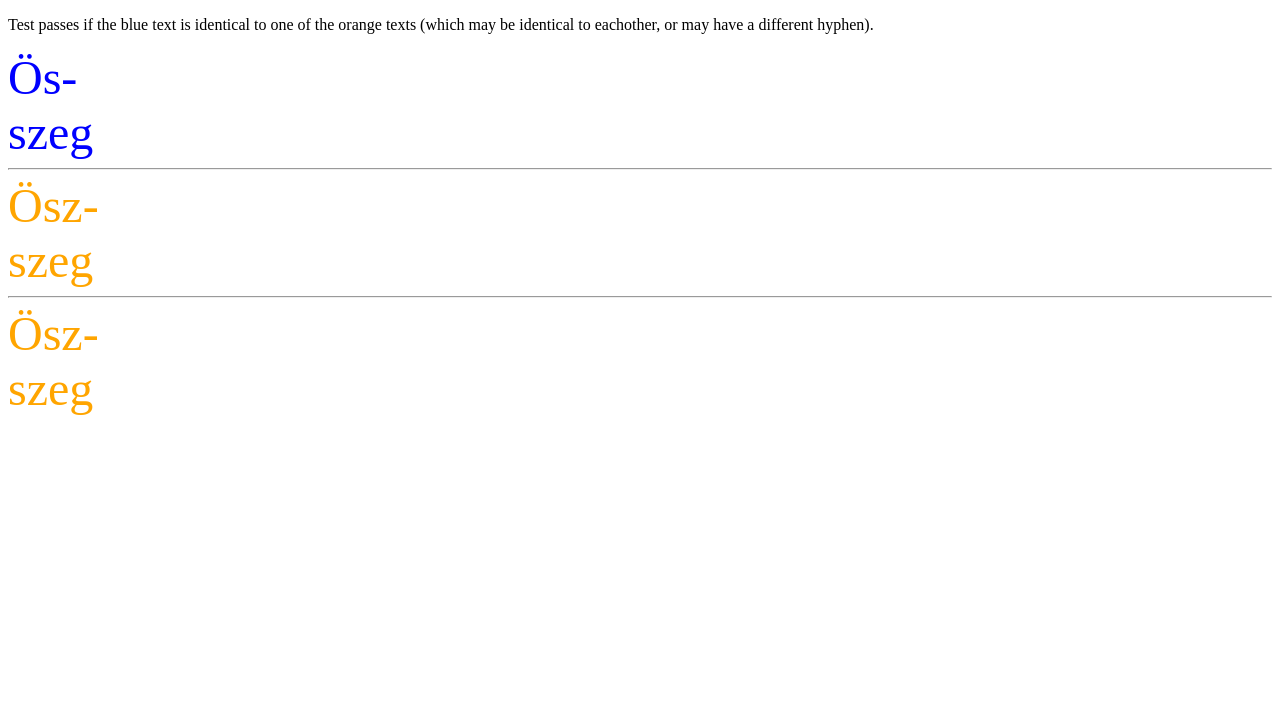 Test passes if the blue text is identical to one of the orange texts (which may be identical to eachother, or may have a different hyphen).
Ös-
szeg
Ösz-
szeg
Ösz-
szeg